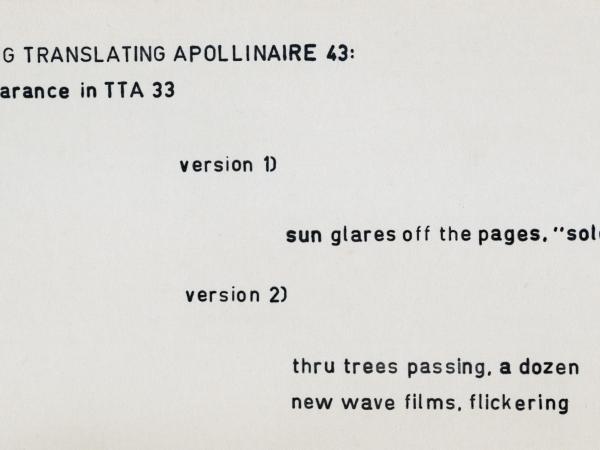 G TRANSLATING APOLLINAIRE 43:
arance in TTA 33
version 1)
sun glares off the pages. "sol
version 2)
thru trees passing, a dozen
new wave films, flickering